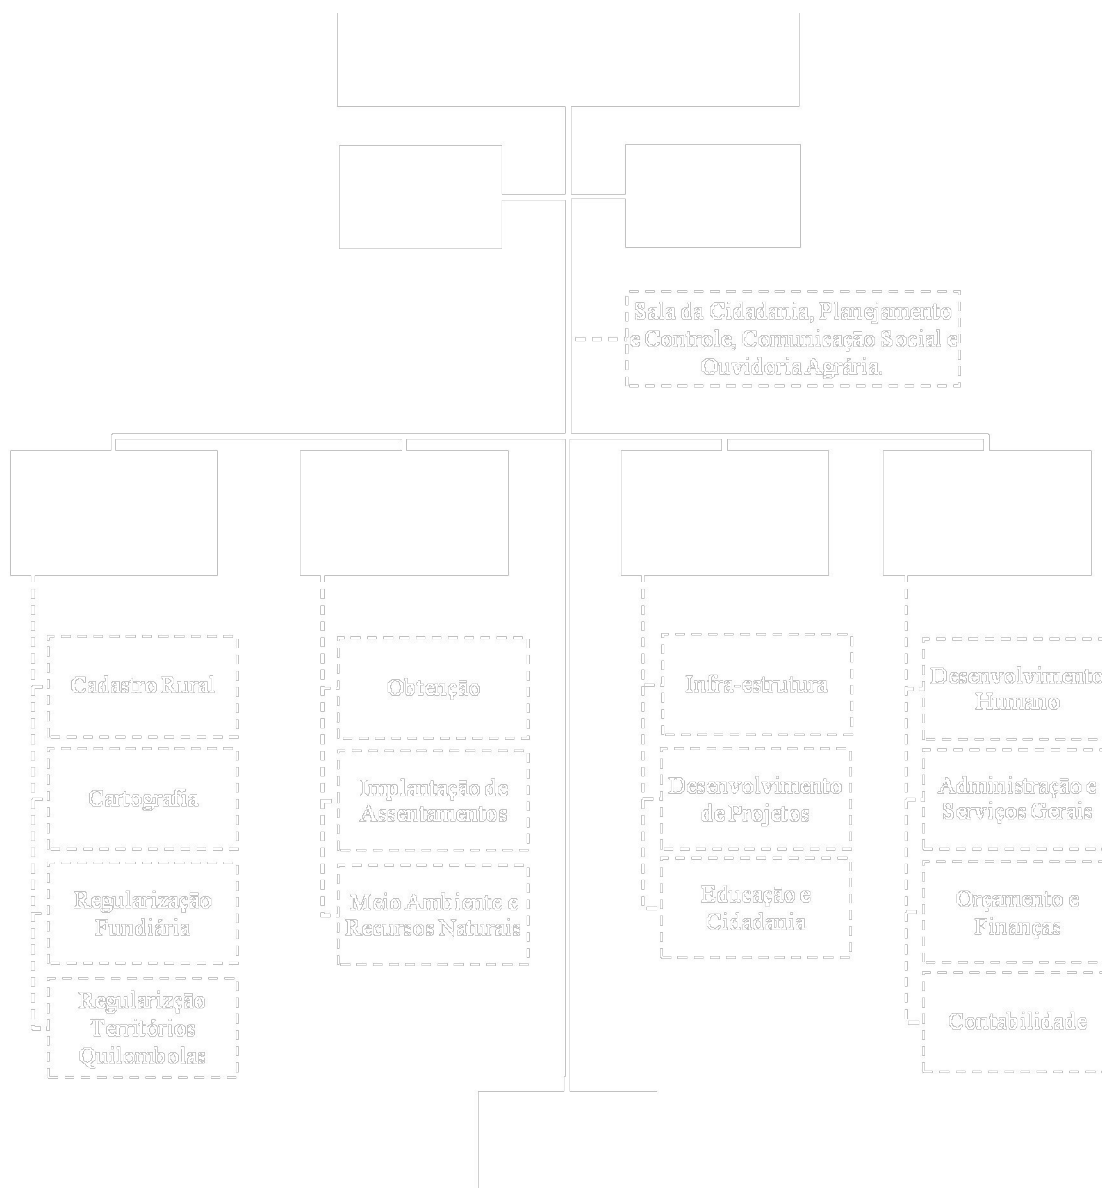 Sala da Cidadania, Planejamento
e Controle, Comunicação Social e
Ouvidoria Agrária.
Cadastro Rural
Cartografia
Regularização
Fundiária
Regularizção
Territórios
Quilombolas
Obtenção
Implantação de
Assentamentos
Meio Ambiente e
Recursos Naturais
Infra-estrutura
Desenvolvimento
de Projetos
Educação e
Cidadania
Desenvolvimento
Humano
Administração e
Serviços Gerais
Orçamento e
Finanças
Contabilidade